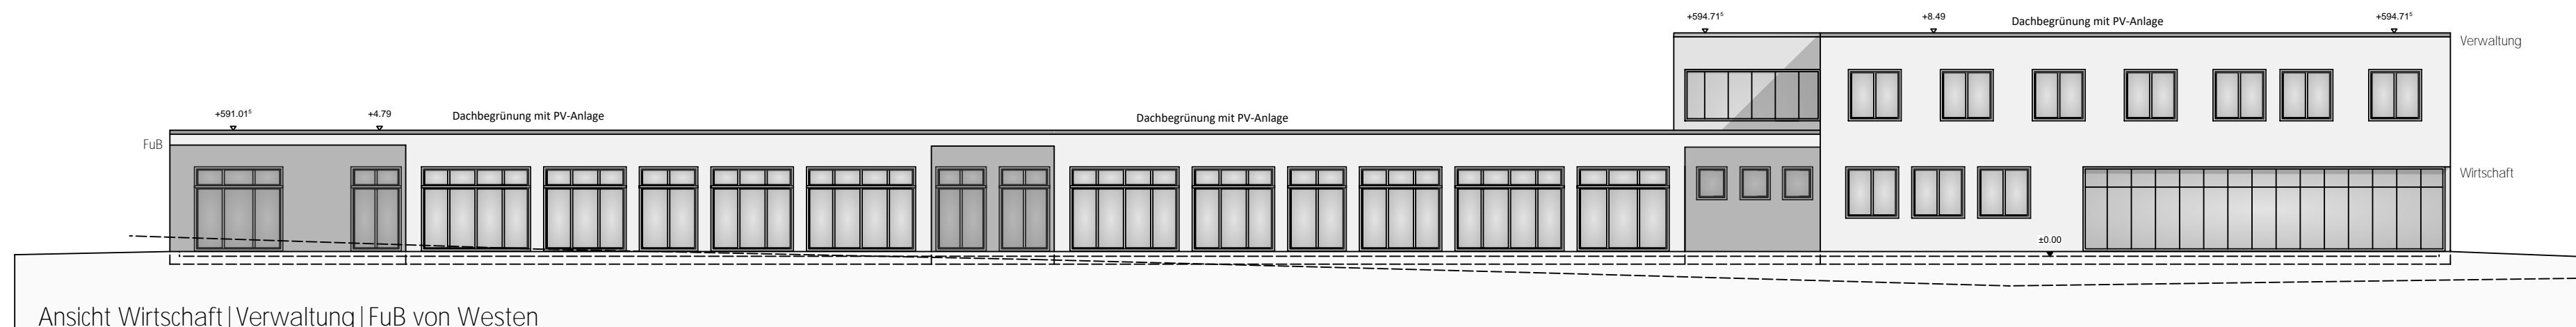 +594.71⁵
+8.49
Dachbegrünung mit PV-Anlage
+594.71⁵
Verwaltung
+591.01⁵
+4.79
Dachbegrünung mit PV-Anlage
Dachbegrünung mit PV-Anlage
FuB
Wirtschaft
±0.00
Ansicht Wirtschaft|Verwaltung|FuB von Westen